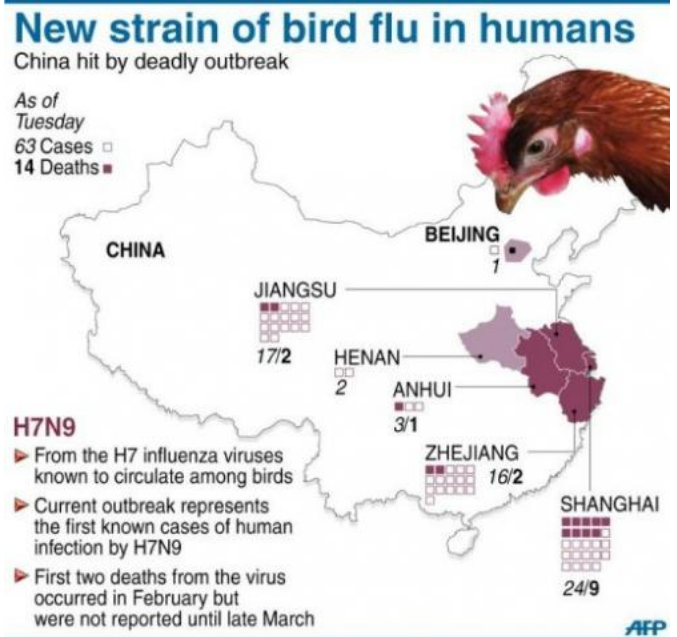 New strain of bird flu in humans
China hit by deadly outbreak
As of
Tuesday
63 Cases
14 Deaths
CHINA
BEIJING
1
JIANGSU
17/2
HENAN
2
ANHUI
3/1
ZHEJIANG
16/2
SHANGHAI
24/9
H7N9
From the H7 influenza viruses
known to circulate among birds
Current outbreak represents
the first known cases of human
infection by H7N9
First two deaths from the virus
occurred in February but
were not reported until late March
AFP